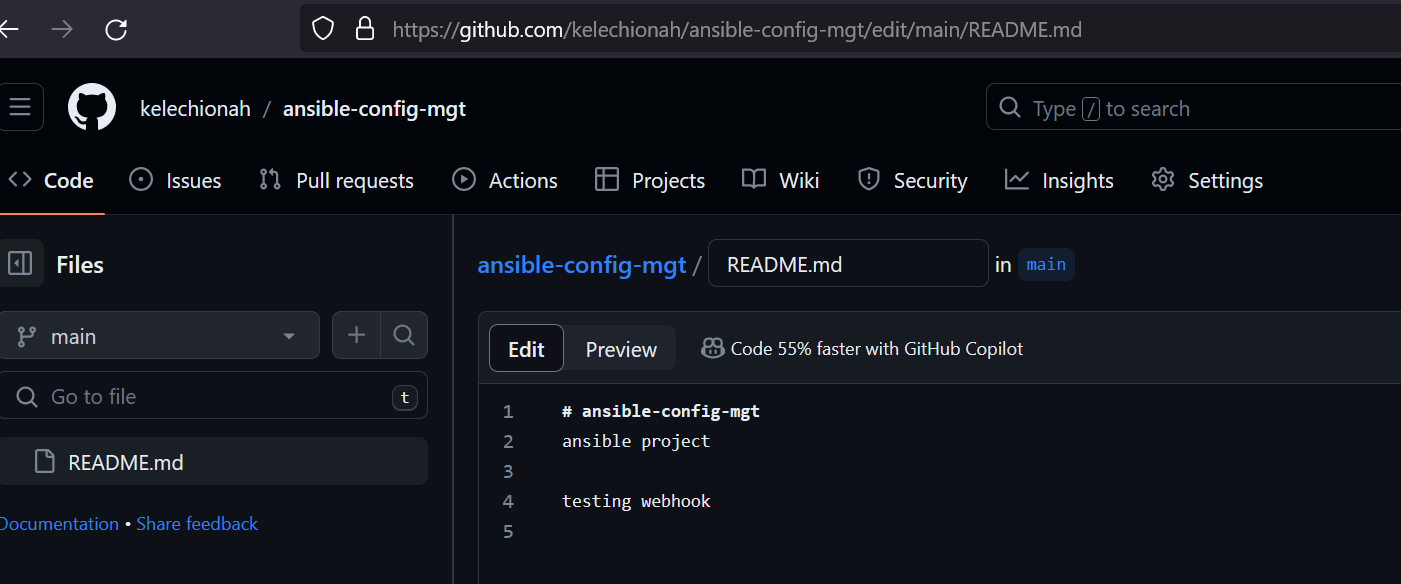 https://github.com/kelechionah/ansible-config-mgt/edit/main/README.md
kelechionah / ansible-config-mgt
Type / to search
Code Issues Pull requests Actions Projects Wiki Security Insights Settings
Files
main
Go to file t
README.md
Documentation • Share feedback
ansible-config-mgt / README.md in main
Edit Preview Code 55% faster with GitHub Copilot
1 # ansible-config-mgt
2 ansible project
3
4 testing webhook
5